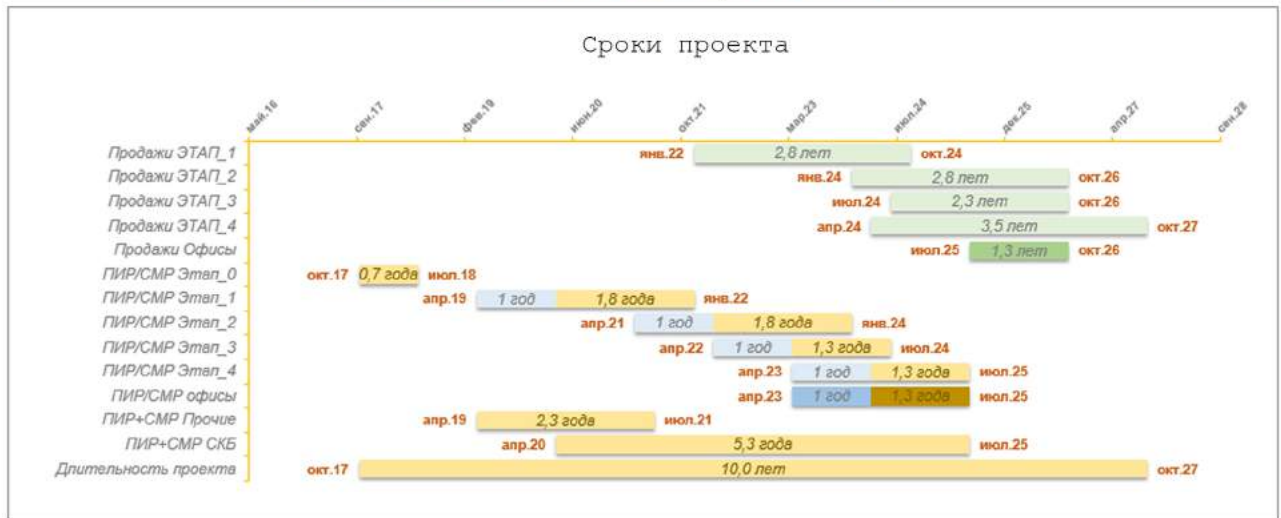 Сроки проекта
май.16 сен.17 фев.19 июн.20 окт.21 мар.23 июл.24 дек.25 апр.27 сен.28
Продажи ЭТАП_1 янв.22 2,8 лет окт.24
Продажи ЭТАП_2 янв.24 2,8 лет окт.26
Продажи ЭТАП_3 июл.24 2,3 лет окт.26
Продажи ЭТАП_4 апр.24 3,5 лет окт.27
Продажи Офисы июл.25 1,3 лет окт.26
ПИР/СМР Этап_0 окт.17 0,7 года июл.18
ПИР/СМР Этап_1 апр.19 1 год 1,8 года янв.22
ПИР/СМР Этап_2 апр.21 1 год 1,8 года янв.24
ПИР/СМР Этап_3 апр.22 1 год 1,3 года июл.24
ПИР/СМР Этап_4 апр.23 1 год 1,3 года июл.25
ПИР/СМР офисы апр.23 1 год 1,3 года июл.25
ПИР+СМР Прочие апр.19 2,3 года июл.21
ПИР+СМР СКБ апр.20 5,3 года июл.25
Длительность проекта окт.17 10,0 лет окт.27